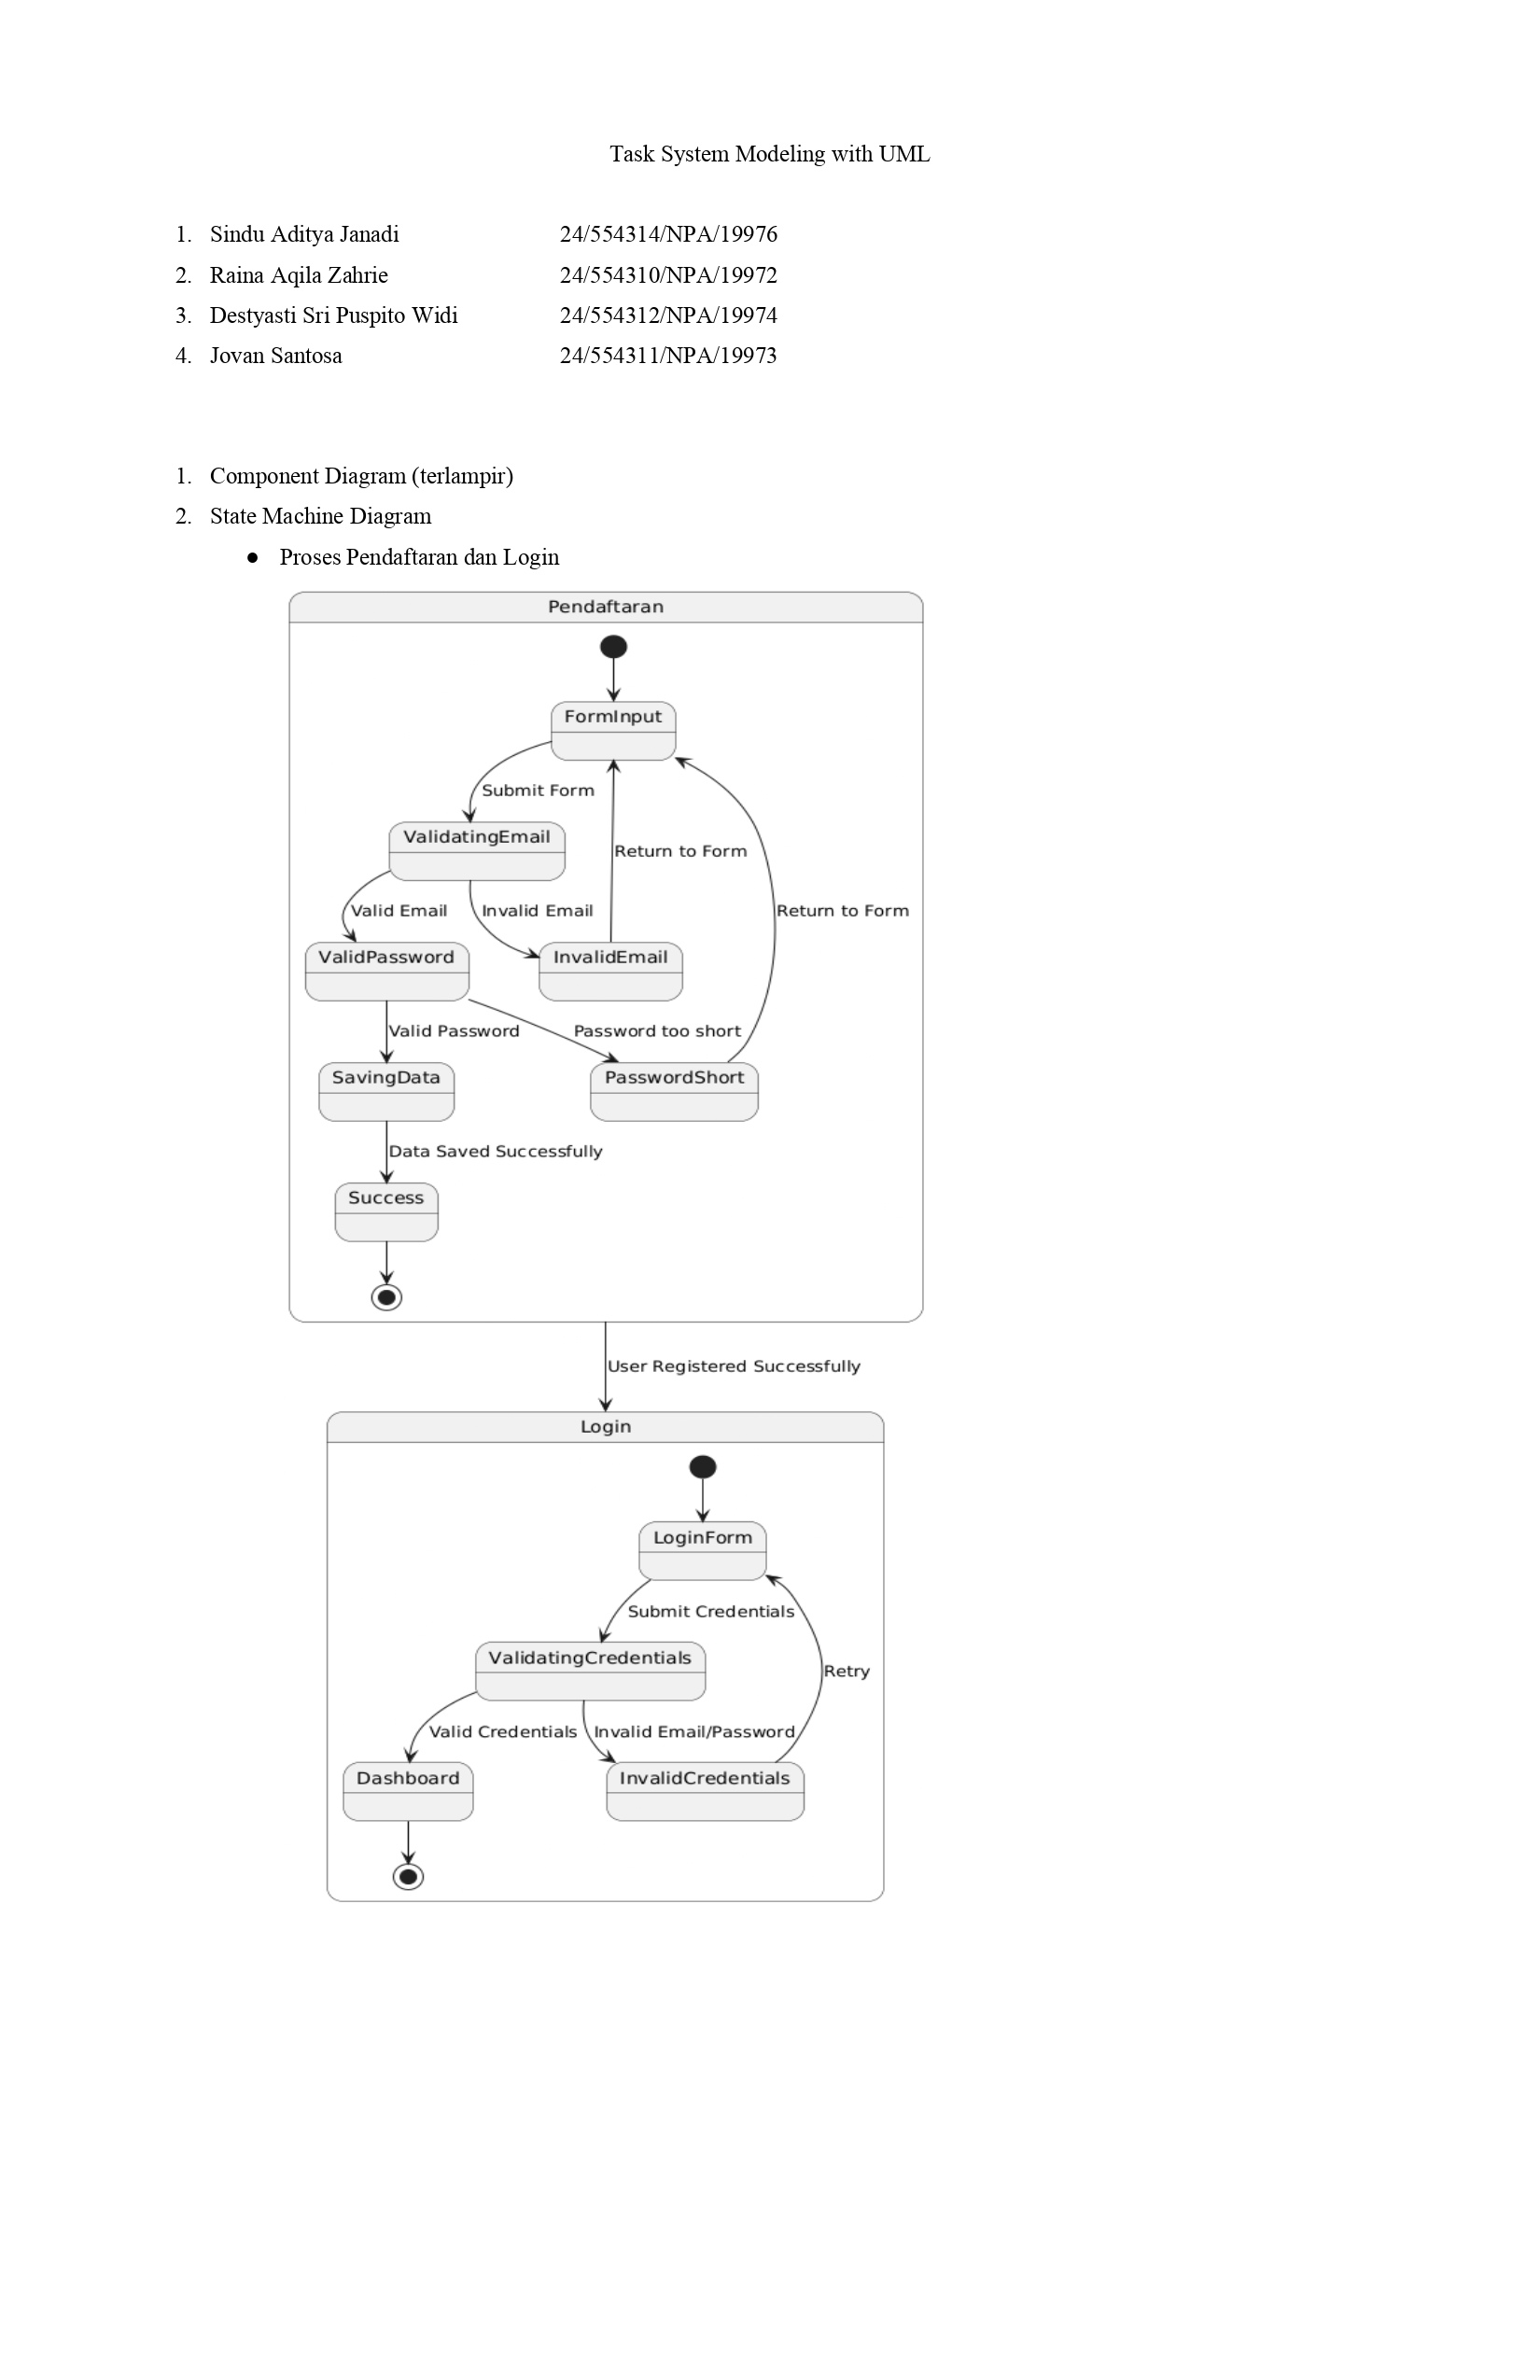 Task System Modeling with UML
1. Sindu Aditya Janadi 24/554314/NPA/19976
2. Raina Aqila Zahrie 24/554310/NPA/19972
3. Destyasti Sri Puspito Widi 24/554312/NPA/19974
4. Jovan Santosa 24/554311/NPA/19973
1. Component Diagram (terlampir)
2. State Machine Diagram
● Proses Pendaftaran dan Login
Pendaftaran
FormInput
Submit Form
ValidatingEmail
Return to Form
Valid Email
Invalid Email
Return to Form
ValidPassword
InvalidEmail
Valid Password
Password too short
SavingData
PasswordShort
Data Saved Successfully
Success
User Registered Successfully
Login
LoginForm
Submit Credentials
ValidatingCredentials
Retry
Valid Credentials
Invalid Email/Password
Dashboard
InvalidCredentials